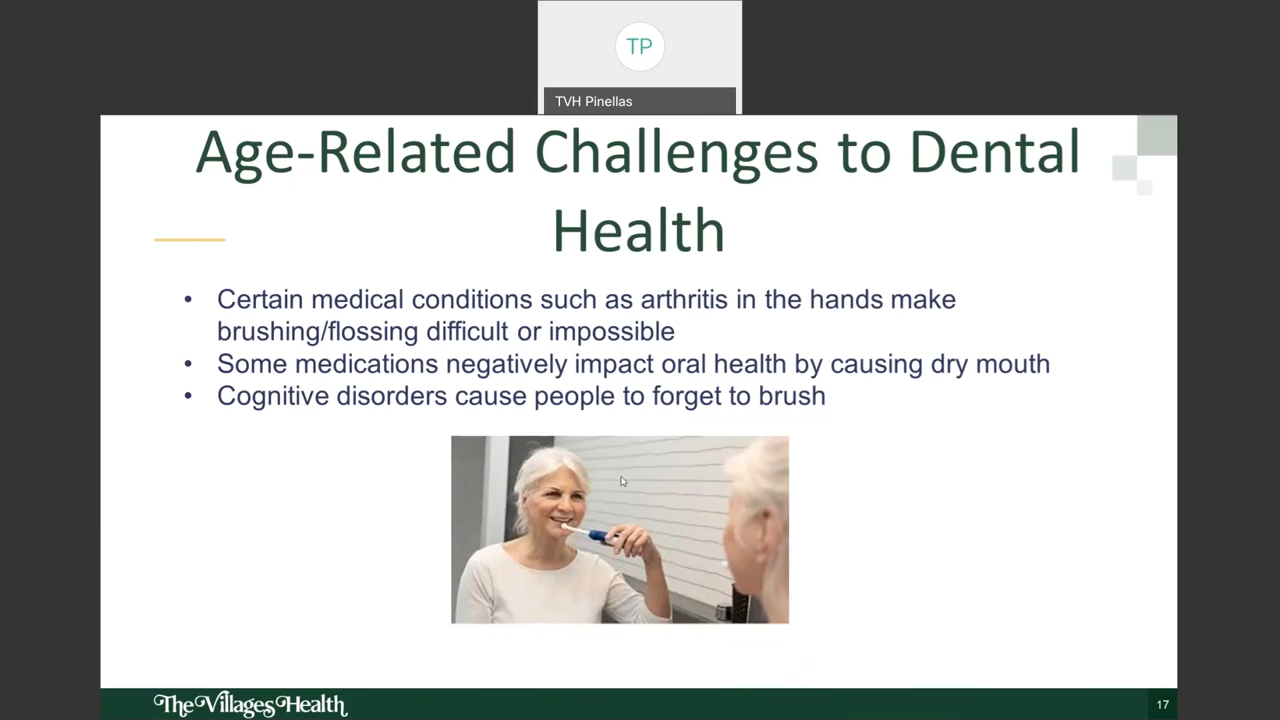 TP
TVH Pinellas
Age-Related Challenges to Dental
Health
• Certain medical conditions such as arthritis in the hands make
brushing/flossing difficult or impossible
• Some medications negatively impact oral health by causing dry mouth
• Cognitive disorders cause people to forget to brush
The Villages Health
17